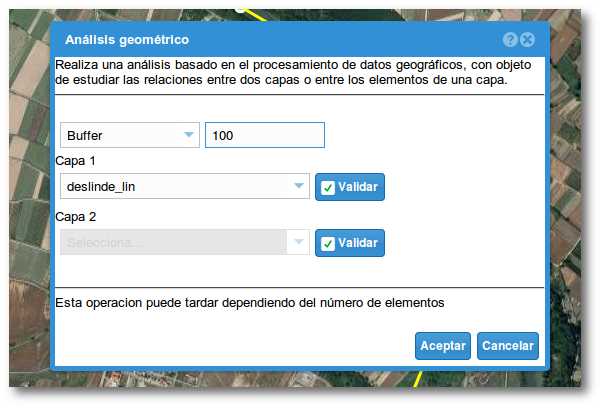 Análisis geométrico
Realiza una análisis basado en el procesamiento de datos geográficos, con objeto
de estudiar las relaciones entre dos capas o entre los elementos de una capa.
Buffer 100
Capa 1
deslinde_lin Validar
Capa 2
Selecciona... Validar
Esta operacion puede tardar dependiendo del número de elementos
Aceptar Cancelar